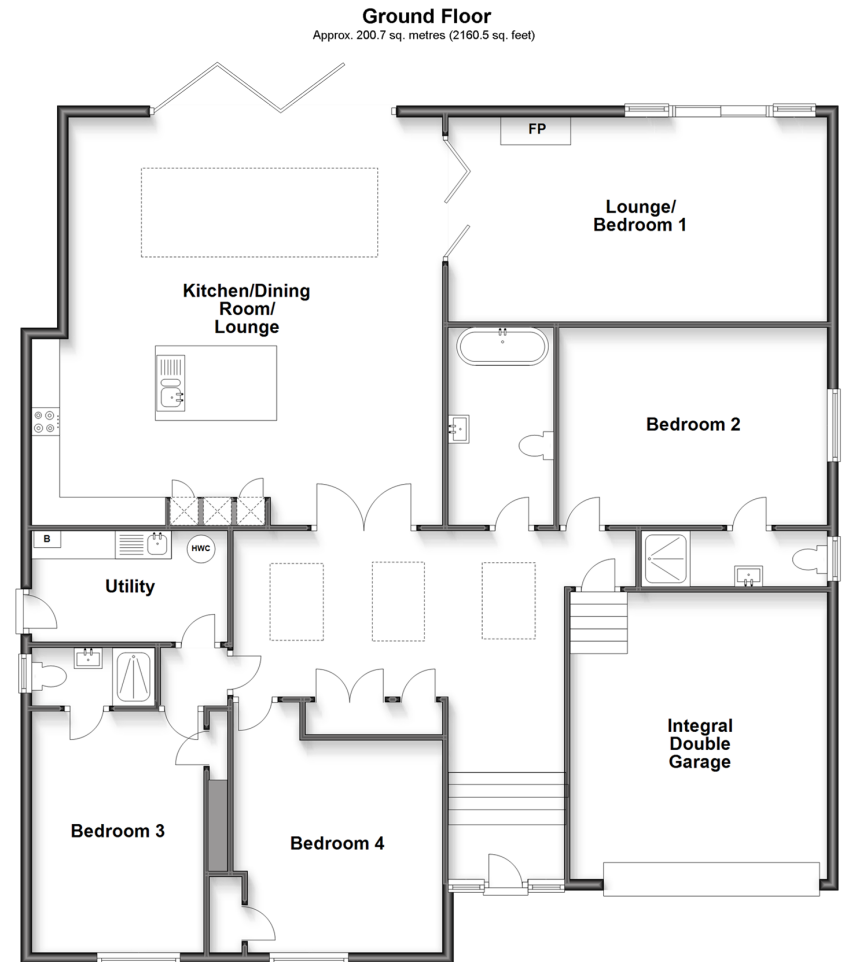 Ground Floor
Approx. 200.7 sq. metres (2160.5 sq. feet)
FP
Lounge/
Bedroom 1
Kitchen/Dining
Room/
Lounge
Bedroom 2
B
HWC
Utility
Integral
Double
Garage
Bedroom 3
Bedroom 4